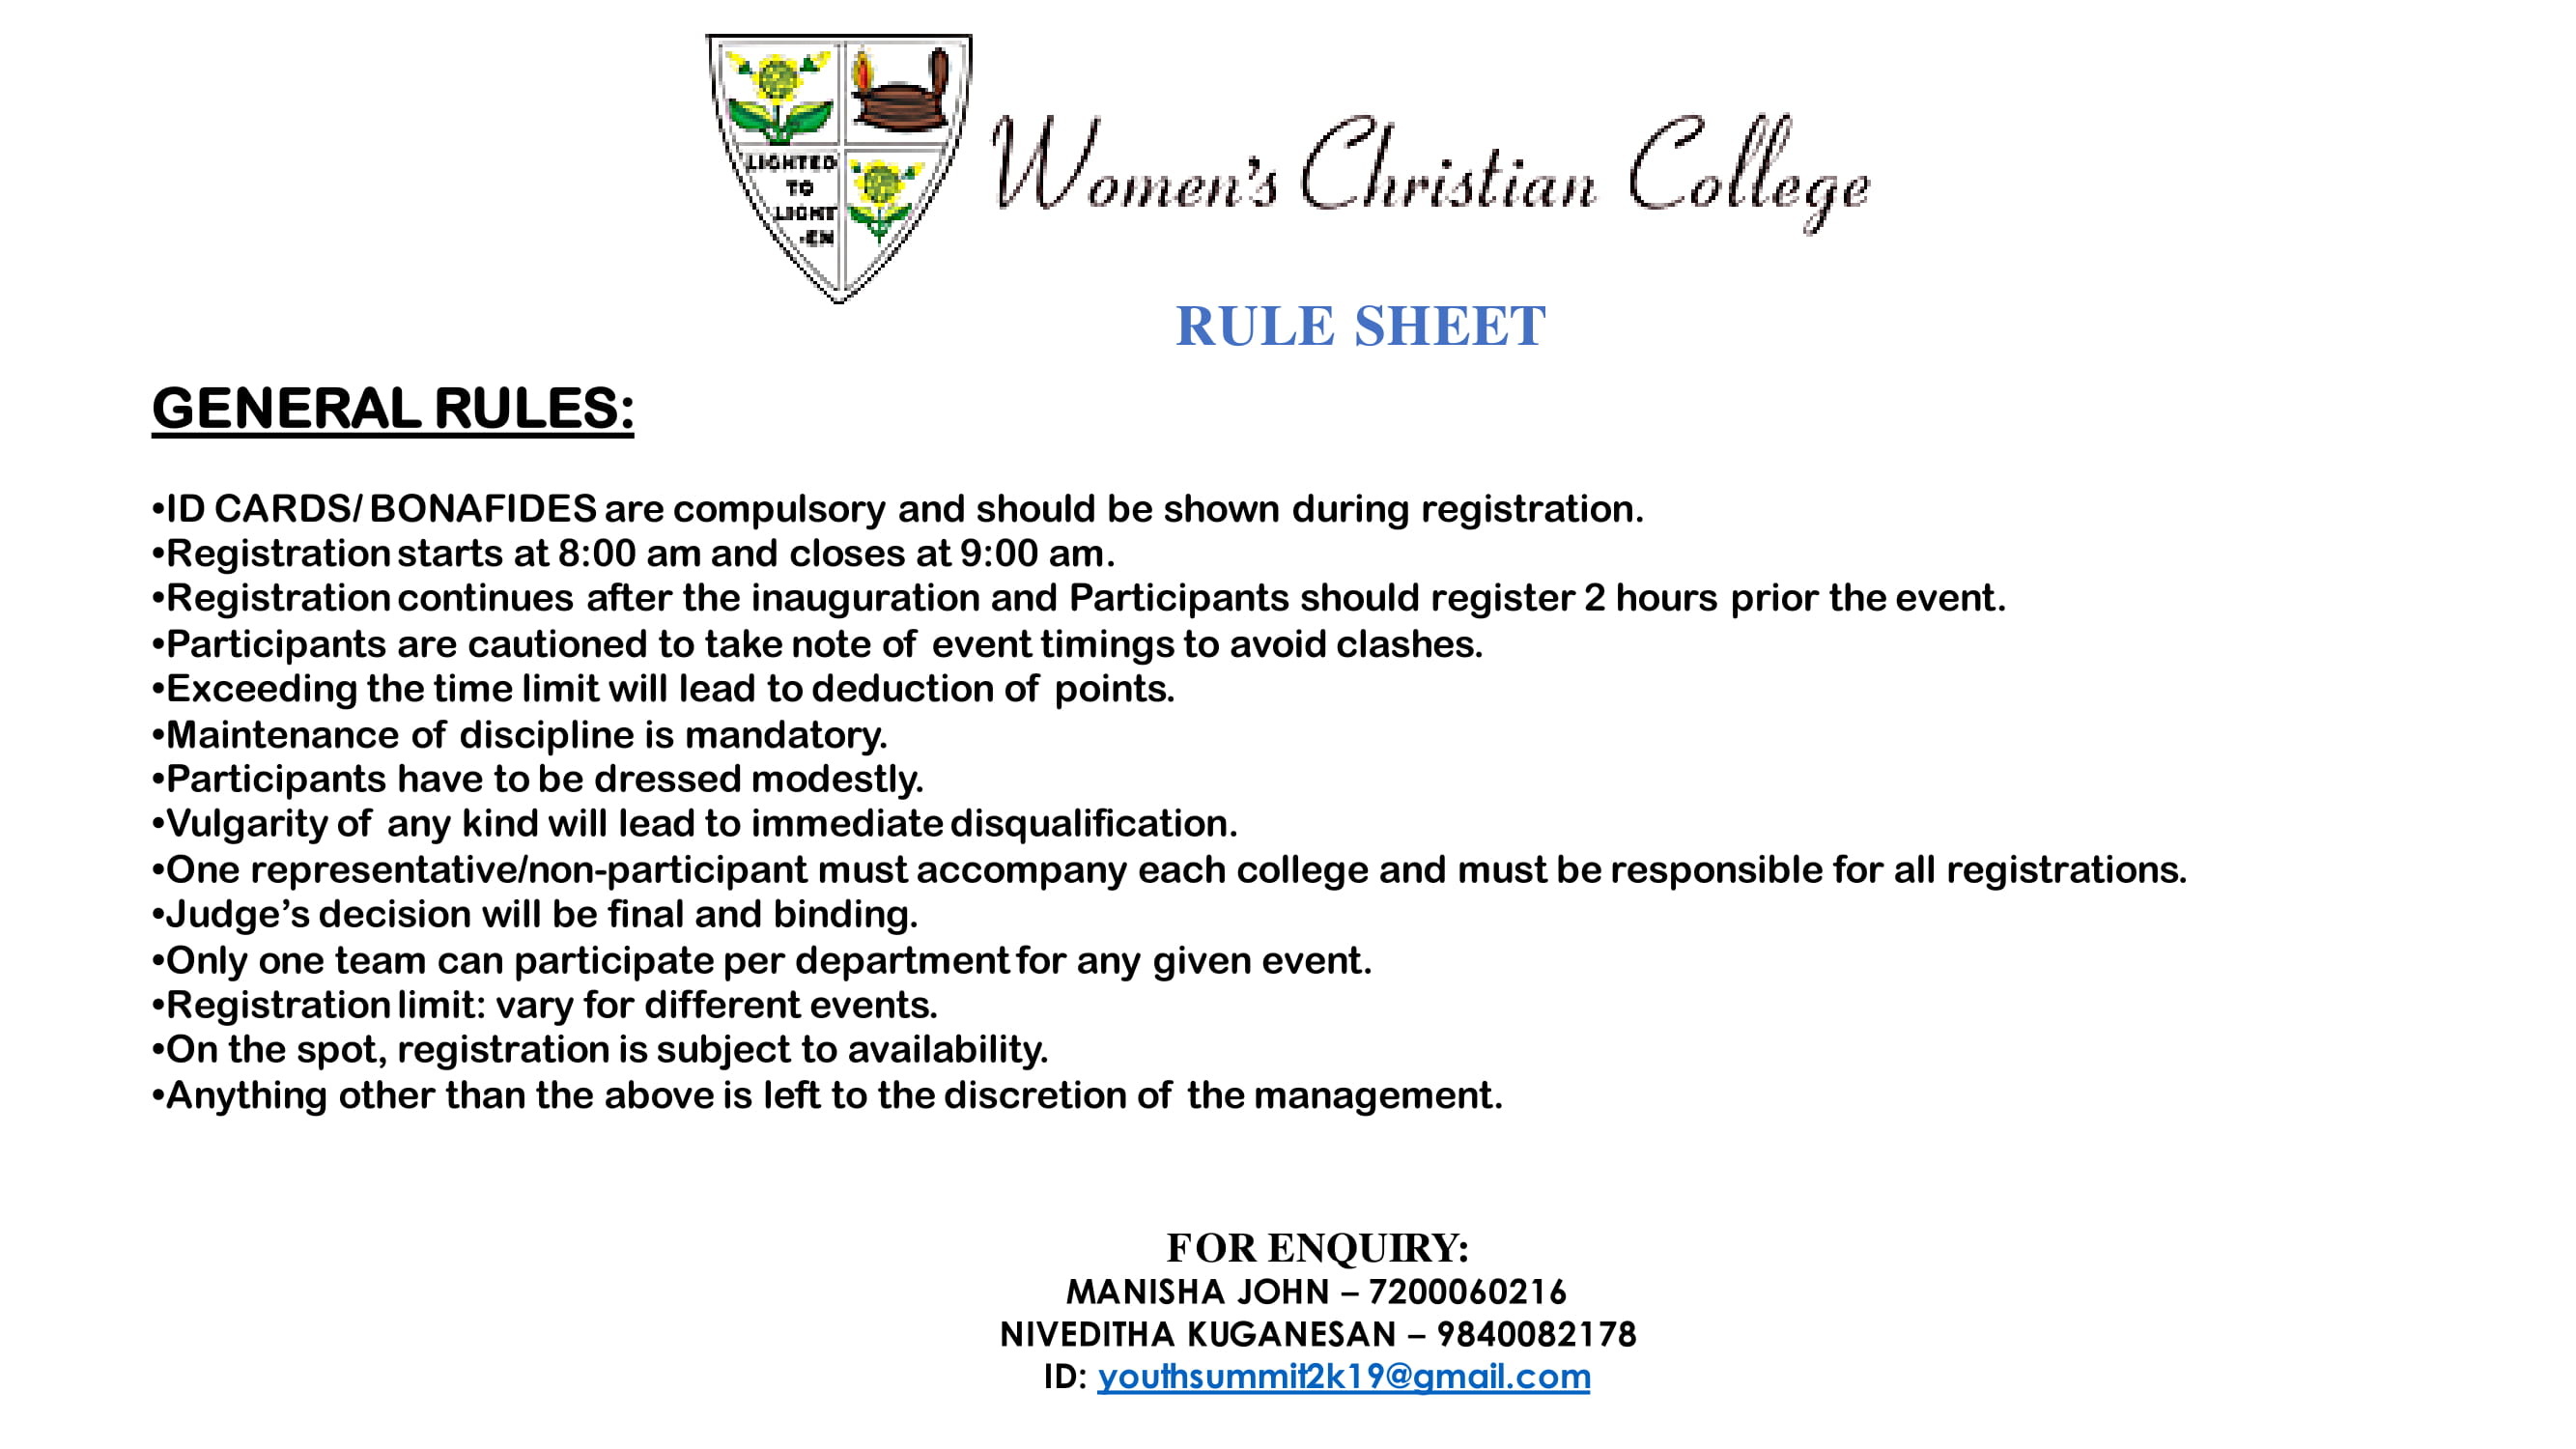 LIGHTED
TO
LIGHT
-EN
Women's Christian College
RULE SHEET
GENERAL RULES:
•ID CARDS/ BONAFIDES are compulsory and should be shown during registration.
•Registration starts at 8:00 am and closes at 9:00 am.
•Registration continues after the inauguration and Participants should register 2 hours prior the event.
•Participants are cautioned to take note of event timings to avoid clashes.
•Exceeding the time limit will lead to deduction of points.
•Maintenance of discipline is mandatory.
•Participants have to be dressed modestly.
•Vulgarity of any kind will lead to immediate disqualification.
•One representative/non-participant must accompany each college and must be responsible for all registrations.
•Judge’s decision will be final and binding.
•Only one team can participate per department for any given event.
•Registration limit: vary for different events.
•On the spot, registration is subject to availability.
•Anything other than the above is left to the discretion of the management.
FOR ENQUIRY:
MANISHA JOHN – 7200060216
NIVEDITHA KUGANESAN – 9840082178
ID: youthsummit2k19@gmail.com